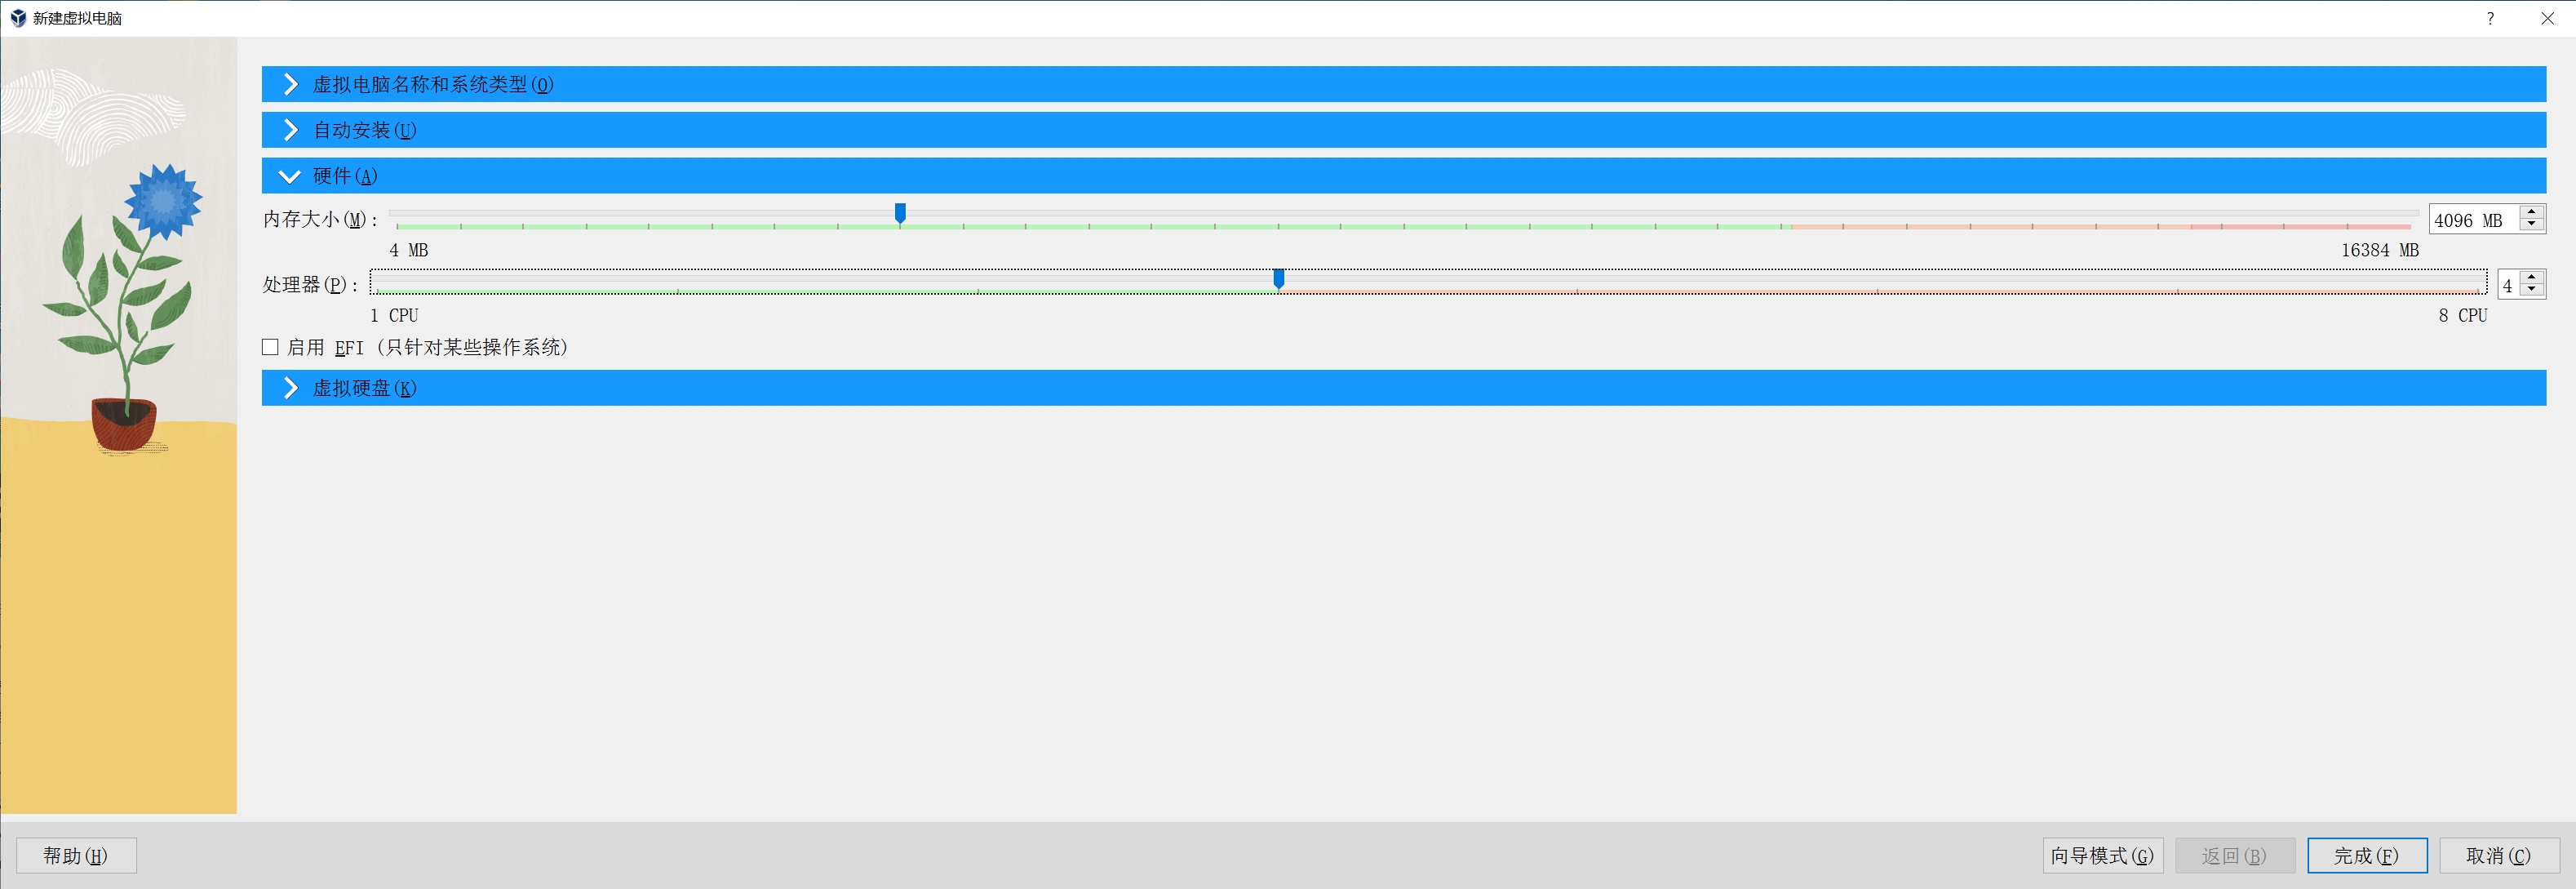 新建虚拟电脑
虚拟电脑名称和系统类型(O)
自动安装(U)
硬件(A)
内存大小(M): 4096 MB
4 MB 16384 MB
处理器(P): 4
1 CPU 8 CPU
启用 EFI (只针对某些操作系统)
虚拟硬盘(K)
帮助(H) 向导模式(G) 返回(B) 完成(F) 取消(C)